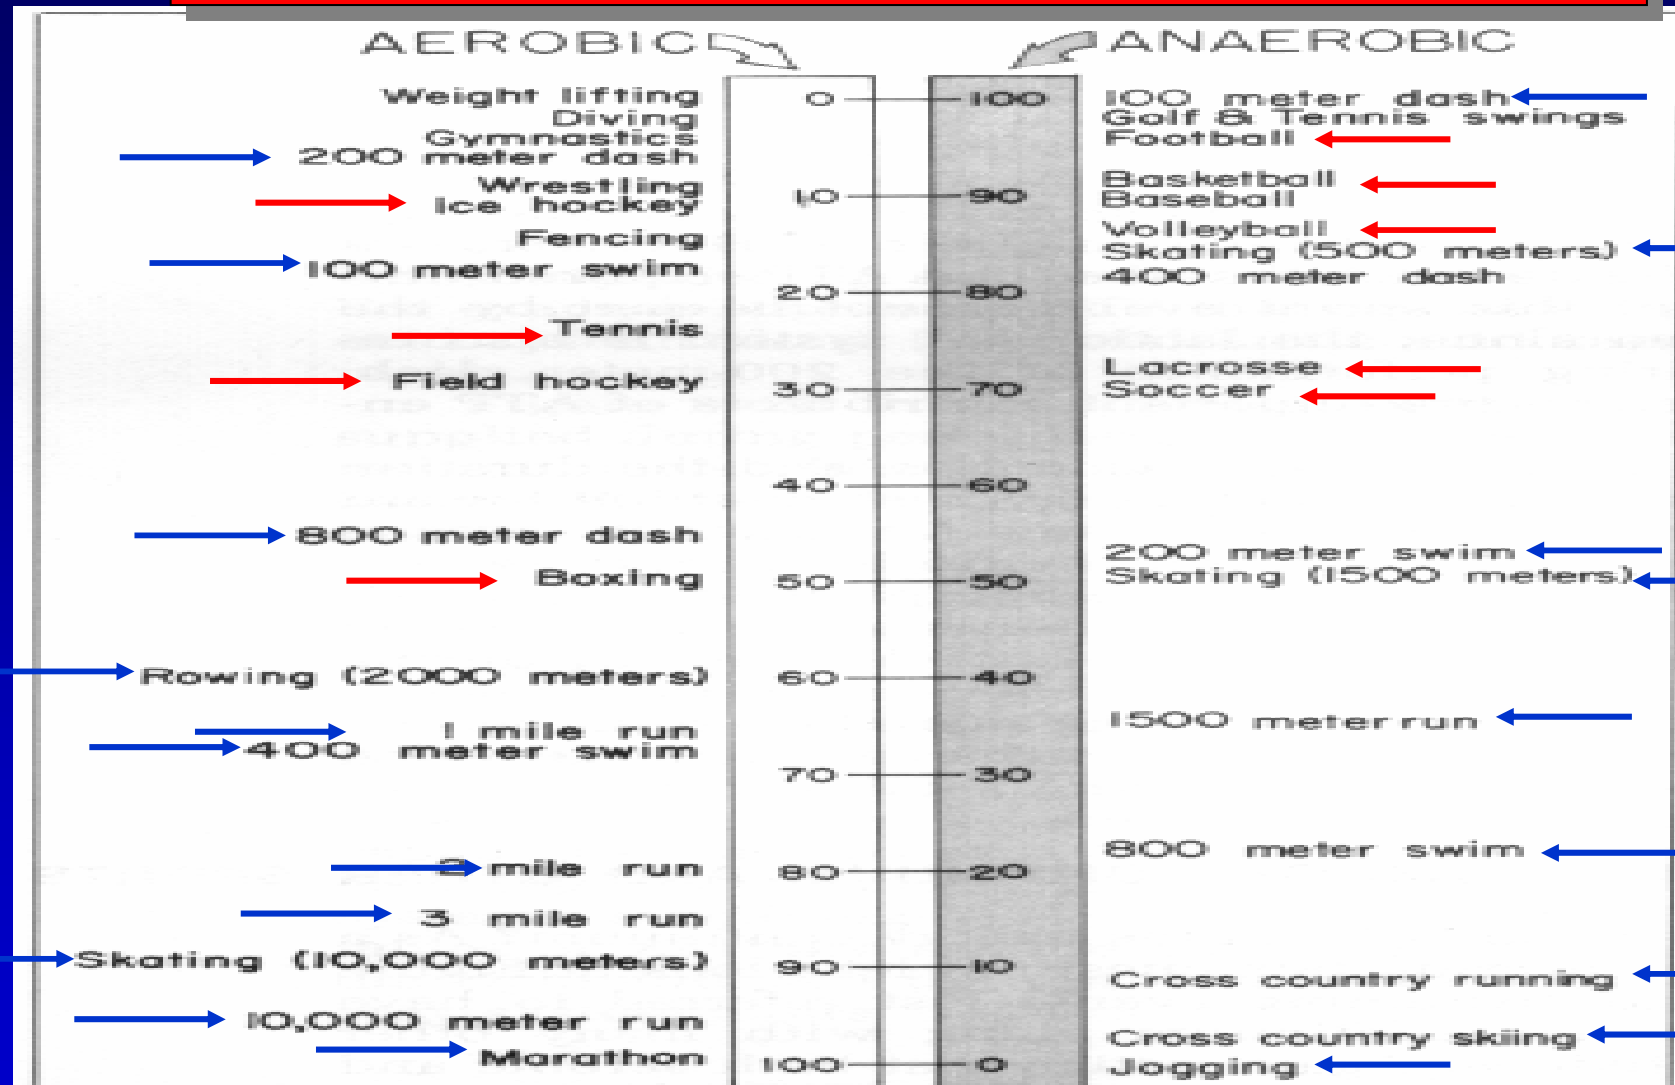 AEROBIC ANAEROBIC
Weight lifting 0 100 100 meter dash
Diving Golf & Tennis swings
Gymnastics Football
200 meter dash
Wrestling Basketball
ice hockey 10 90 Baseball
Fencing Volleyball
Skating (500 meters)
100 meter swim 400 meter dash
20 80
Tennis
Lacrosse
Field hockey 30 70 Soccer
40 60
800 meter dash
200 meter swim
Boxing 50 50 Skating (1500 meters)
Rowing (2000 meters) 60 40
1500 meter run
1 mile run
400 meter swim
70 30
800 meter swim
2 mile run 80 20
3 mile run
Skating (10,000 meters) 90 10
Cross country running
10,000 meter run
Cross country skiing
Marathon 100 0 Jogging